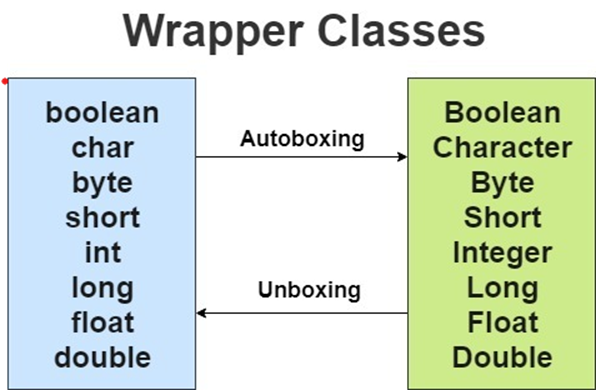 Wrapper Classes
boolean
char
byte
short
int
long
float
double
Autoboxing
Unboxing
Boolean
Character
Byte
Short
Integer
Long
Float
Double